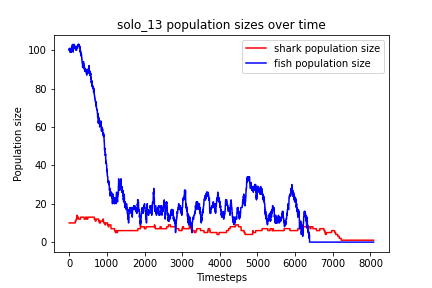 solo_13 population sizes over time
shark population size
fish population size
Population size
100
80
60
40
20
0
0 1000 2000 3000 4000 5000 6000 7000 8000
Timesteps